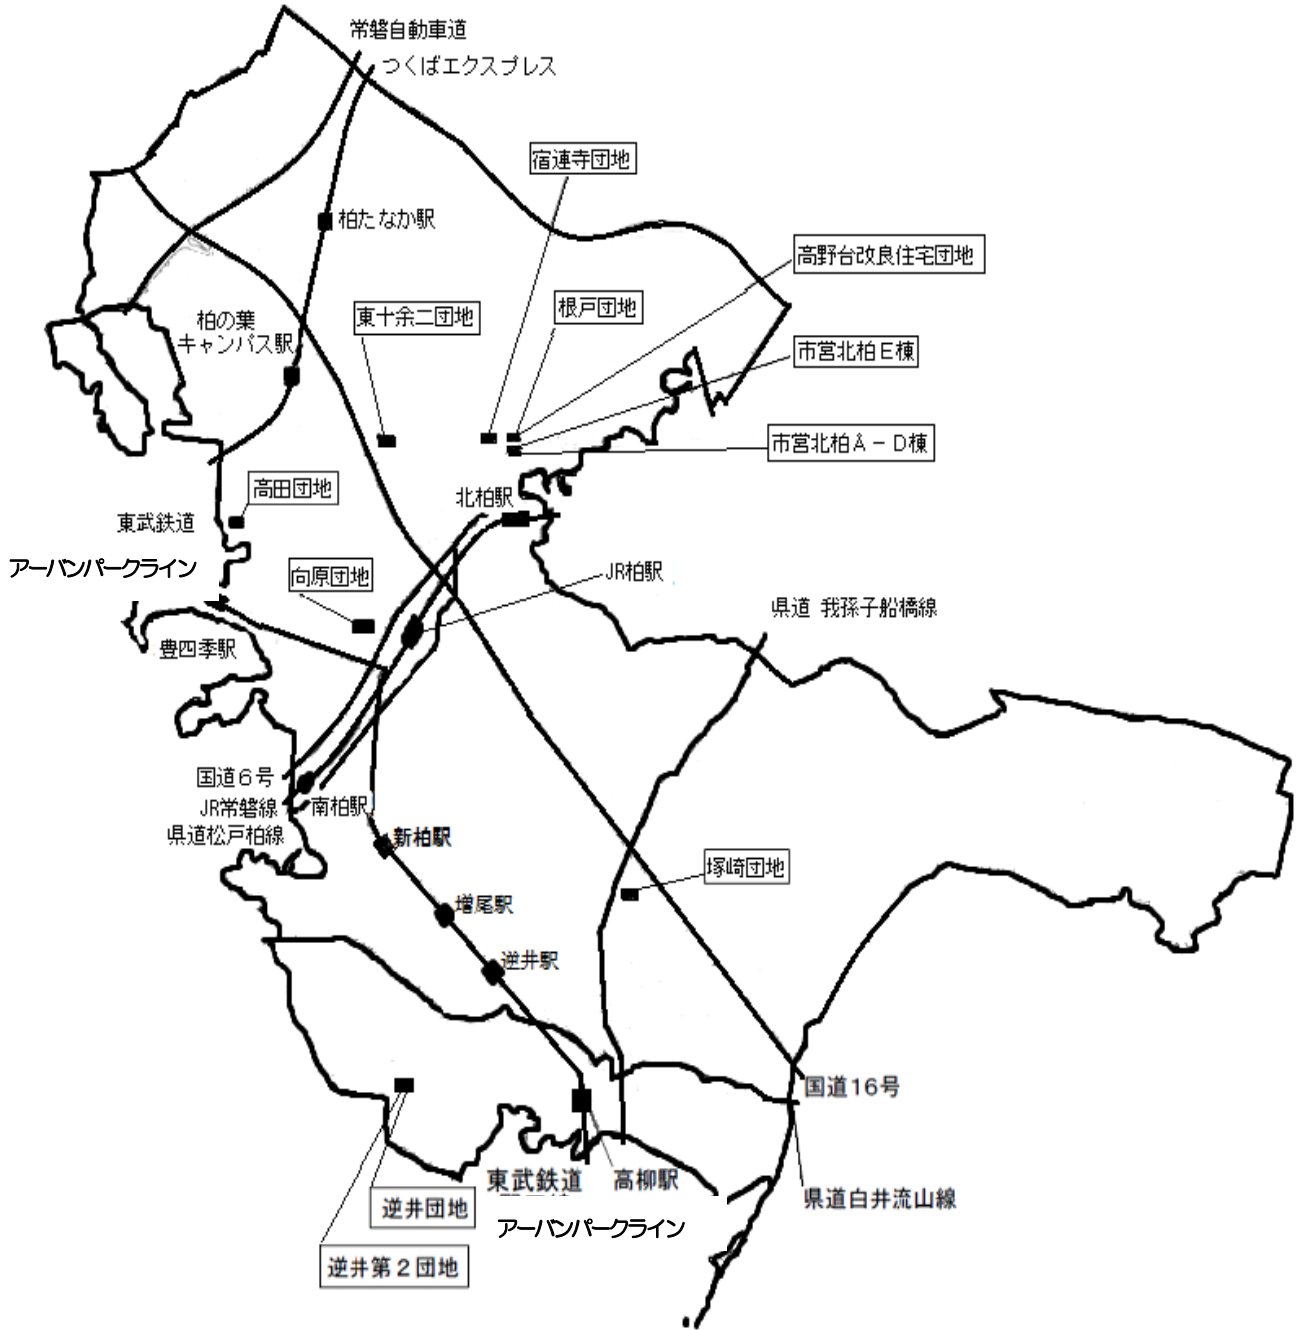 常磐自動車道
つくばエクスプレス
宿連寺団地
柏たなか駅
高野台改良住宅団地
根戸団地
東十余二団地
柏の葉
キャンパス駅
市営北柏E棟
市営北柏A－D棟
高田団地
北柏駅
東武鉄道
アーバンパークライン
向原団地
JR柏駅
県道 我孫子船橋線
豊四季駅
国道6号
JR常磐線
南柏駅
県道松戸柏線
新柏駅
塚崎団地
増尾駅
逆井駅
国道16号
東武鉄道
高柳駅
県道白井流山線
逆井団地
アーバンパークライン
逆井第2団地